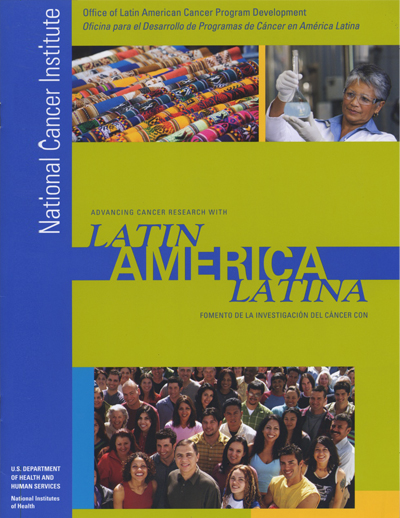 National Cancer Institute
Office of Latin American Cancer Program Development
Oficina para el Desarrollo de Programas de Cáncer en América Latina
ADVANCING CANCER RESEARCH WITH
LATIN
AMERICA
LATINA
FOMENTO DE LA INVESTIGACIÓN DEL CÁNCER CON
U.S. DEPARTMENT
OF HEALTH AND
HUMAN SERVICES
National Institutes
of Health